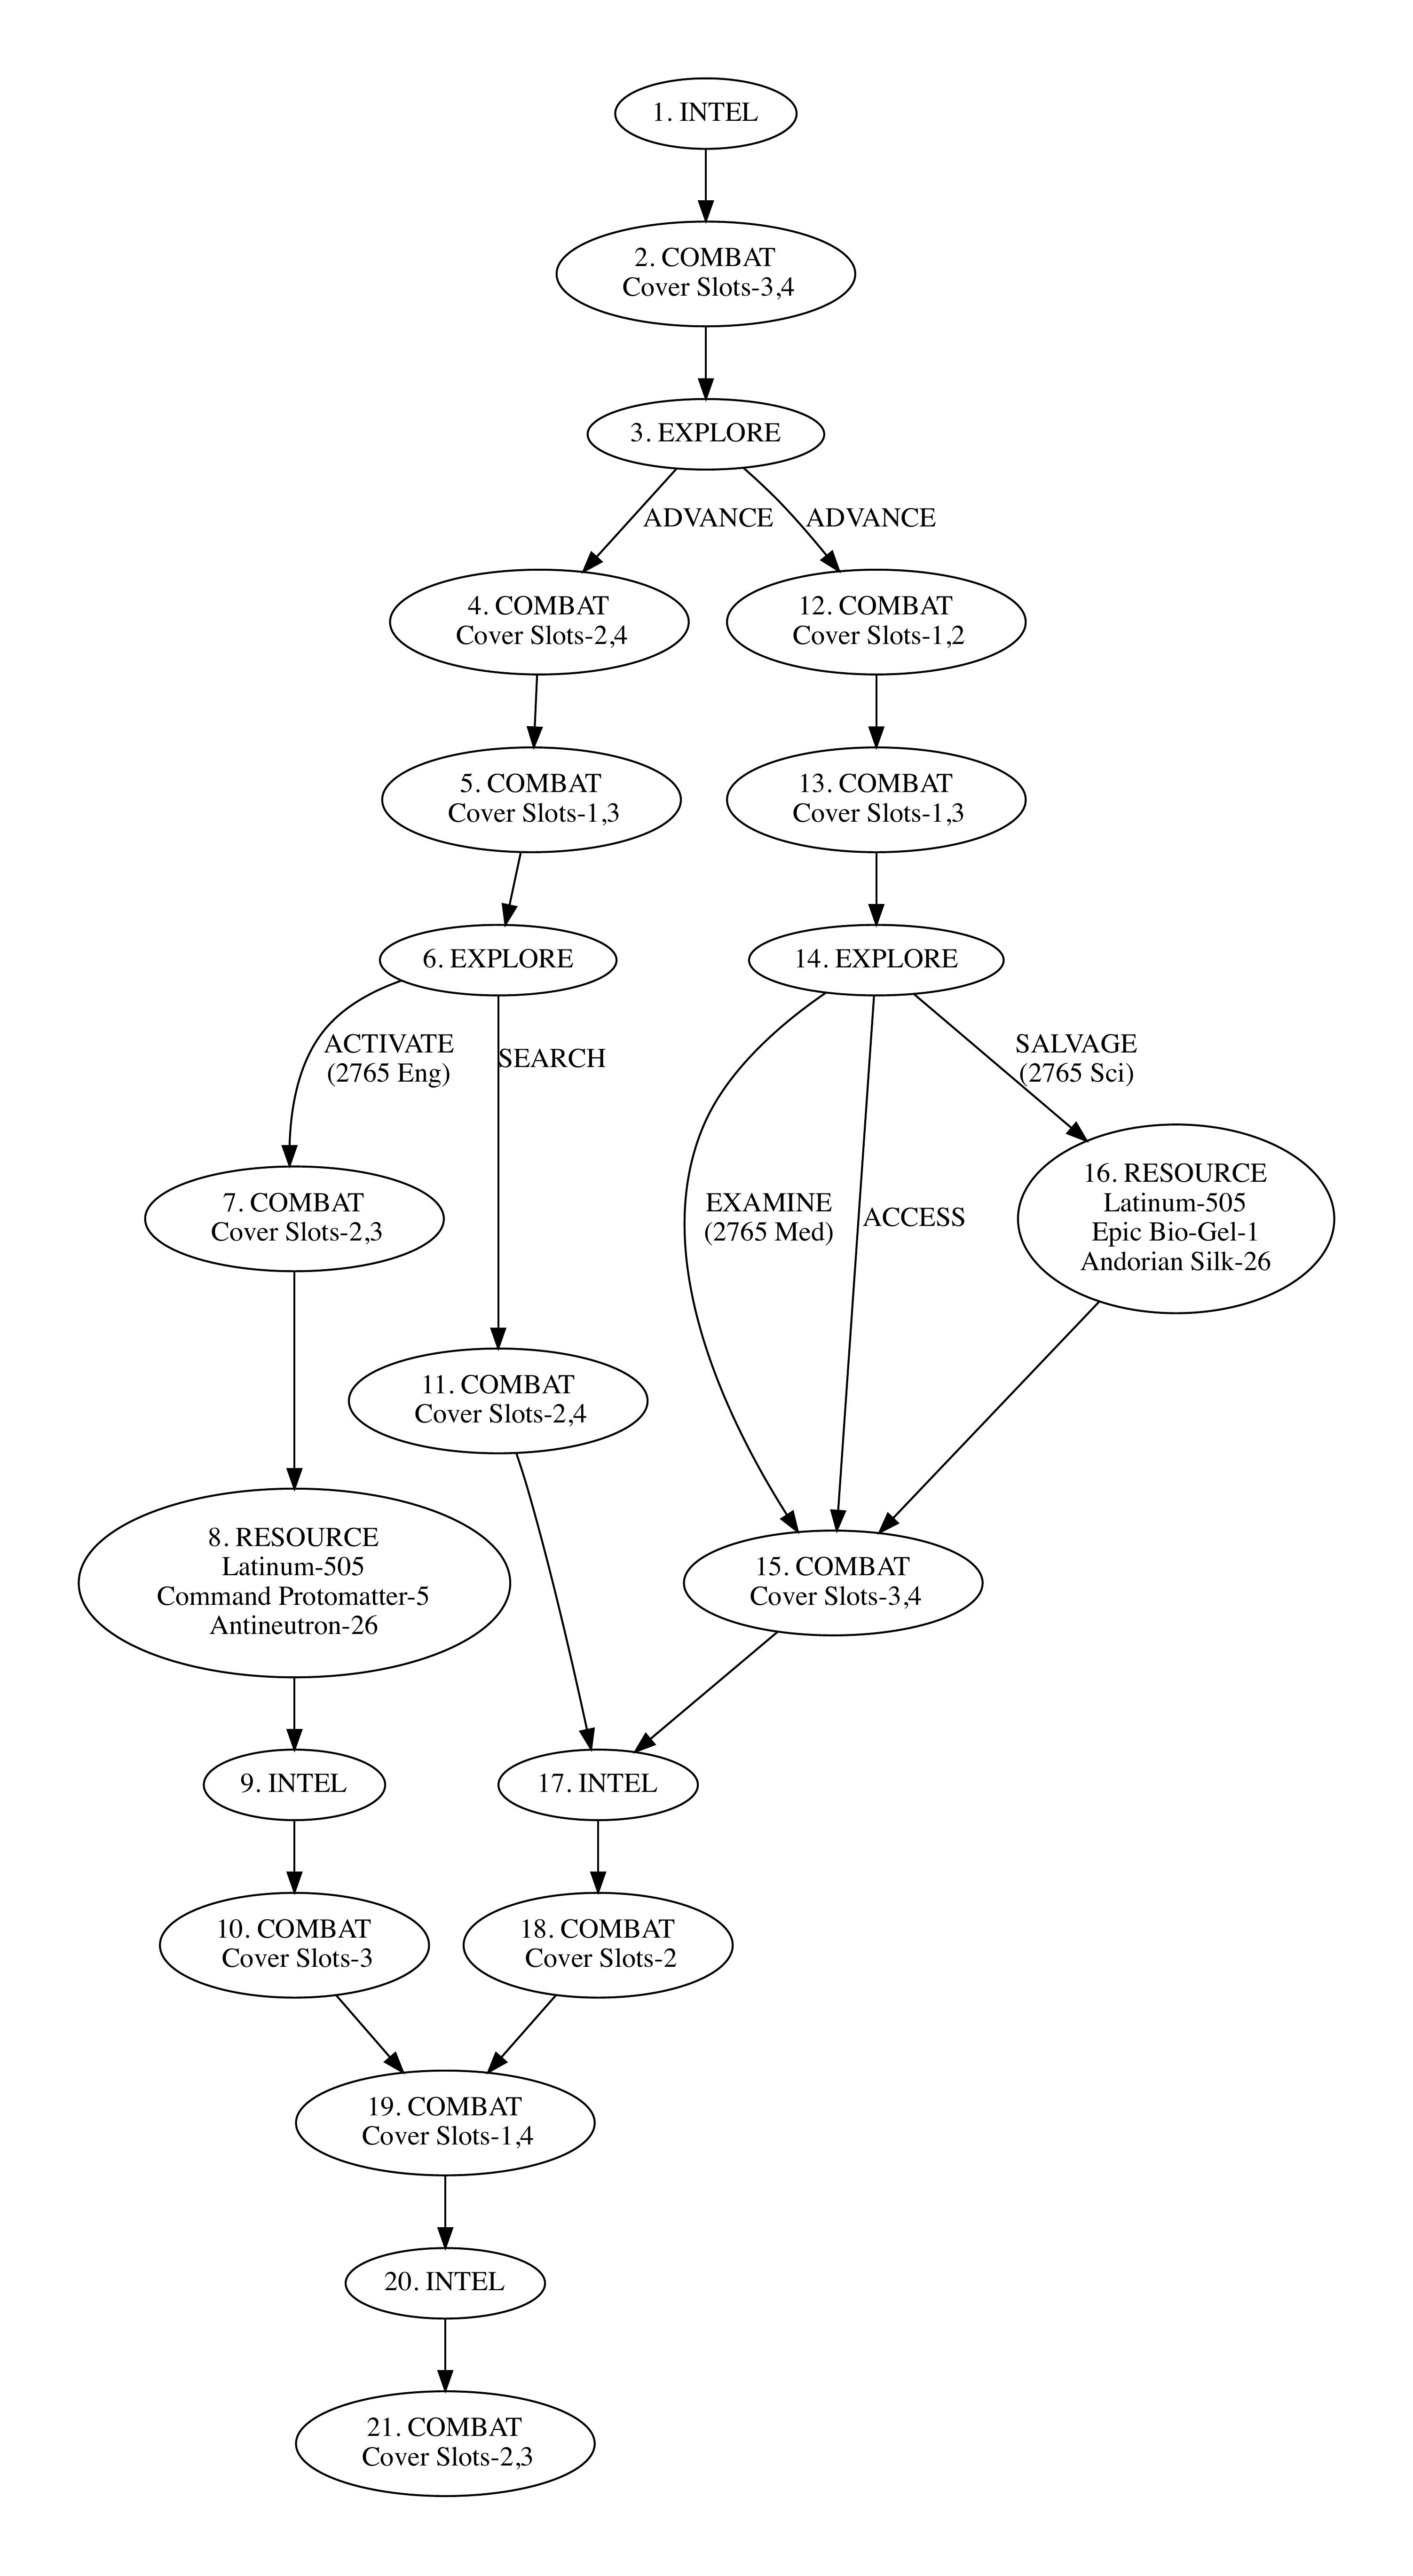 1. INTEL
2. COMBAT
Cover Slots-3,4
3. EXPLORE
ADVANCE
ADVANCE
4. COMBAT
Cover Slots-2,4
12. COMBAT
Cover Slots-1,2
5. COMBAT
Cover Slots-1,3
13. COMBAT
Cover Slots-1,3
6. EXPLORE
14. EXPLORE
ACTIVATE
(2765 Eng)
SEARCH
SALVAGE
(2765 Sci)
7. COMBAT
Cover Slots-2,3
EXAMINE
(2765 Med)
ACCESS
16. RESOURCE
Latinum-505
Epic Bio-Gel-1
Andorian Silk-26
11. COMBAT
Cover Slots-2,4
8. RESOURCE
Latinum-505
Command Protomatter-5
Antineutron-26
15. COMBAT
Cover Slots-3,4
9. INTEL
17. INTEL
10. COMBAT
Cover Slots-3
18. COMBAT
Cover Slots-2
19. COMBAT
Cover Slots-1,4
20. INTEL
21. COMBAT
Cover Slots-2,3